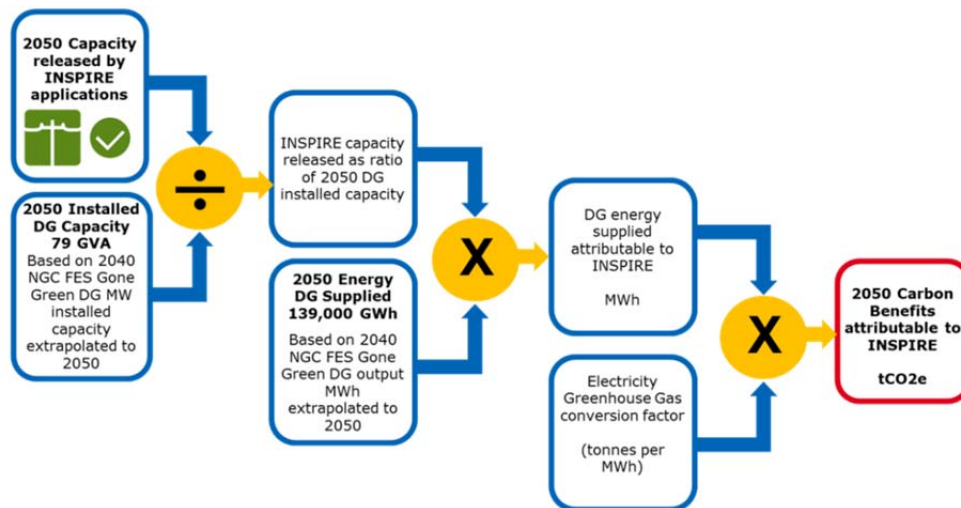 2050 Capacity
released by
INSPIRE
applications
÷
2050 Installed
DG Capacity
79 GVA
Based on 2040
NGC FES Gone
Green DG MW
installed
capacity
extrapolated to
2050
INSPIRE capacity
released as ratio
of 2050 DG
installed capacity
X
2050 Energy
DG Supplied
139,000 GWh
Based on 2040
NGC FES Gone
Green DG output
MWh
extrapolated to
2050
DG energy
supplied
attributable to
INSPIRE
MWh
X
Electricity
Greenhouse Gas
conversion factor
(tonnes per
MWh)
2050 Carbon
Benefits
attributable to
INSPIRE
tCO2e